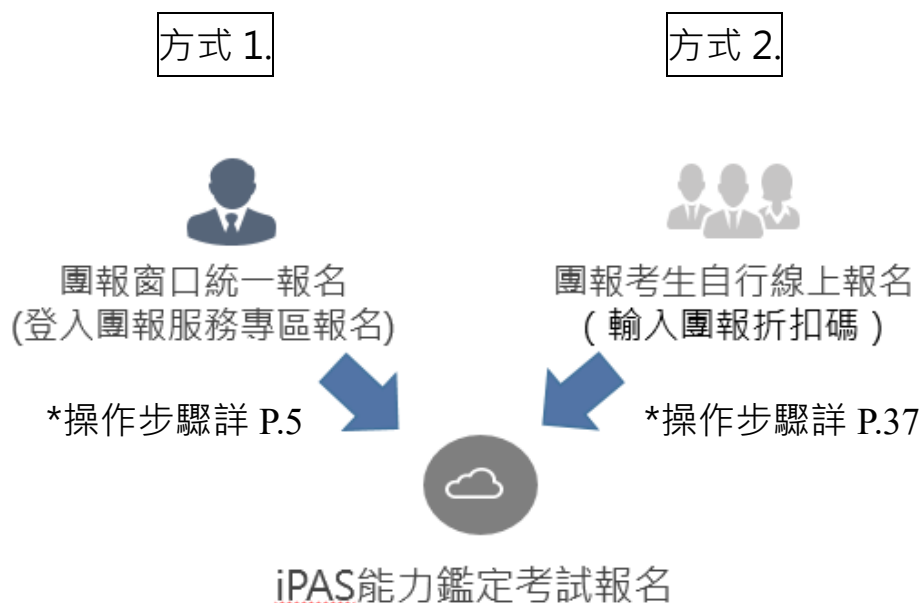 方式 1.
方式 2.
團報窗口統一報名
(登入團報服務專區報名)
團報考生自行線上報名
( 輸入團報折扣碼 )
*操作步驟詳 P.5
*操作步驟詳 P.37
iPAS能力鑑定考試報名